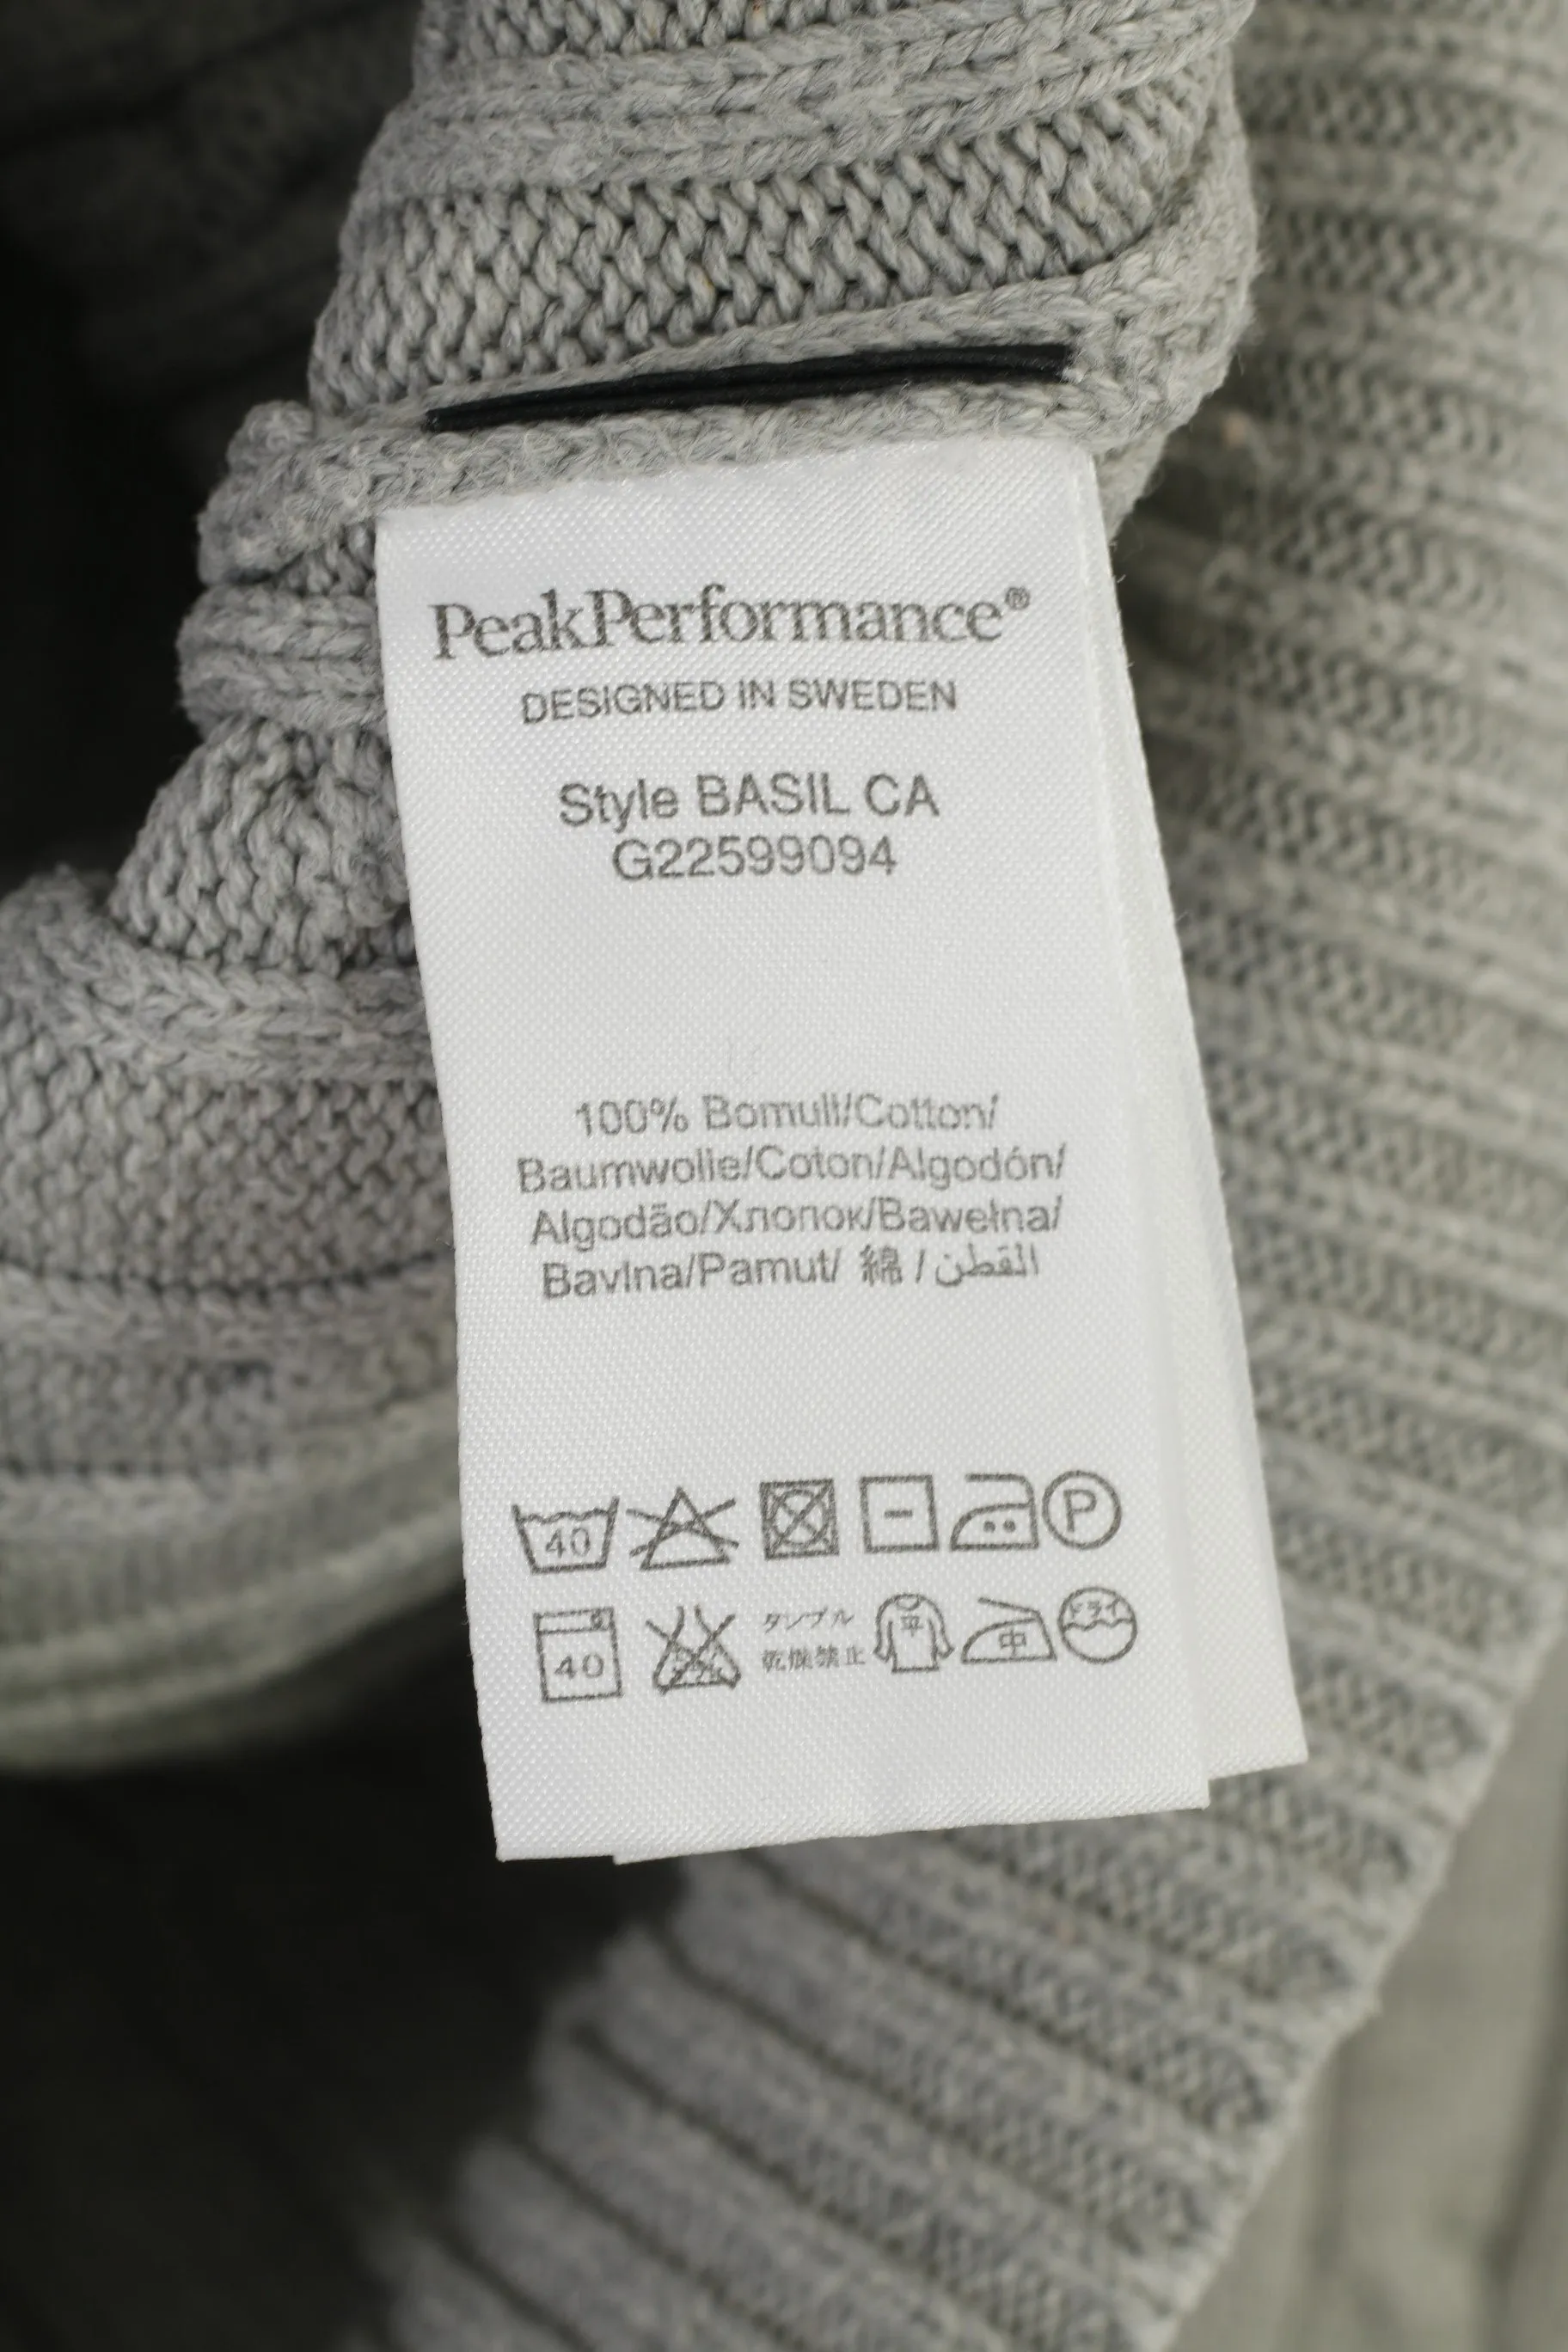 PeakPerformance®
DESIGNED IN SWEDEN
Style BASIL CA
G22599094
100% Bomull/Cotton/
Baumwolle/Coton/Algodón/
Algodão/Хлопок/Bawełna/
Bavlna/Pamut/ 綿 / القطن
40 P
40 タンブル 平 中 ドライ
乾燥禁止